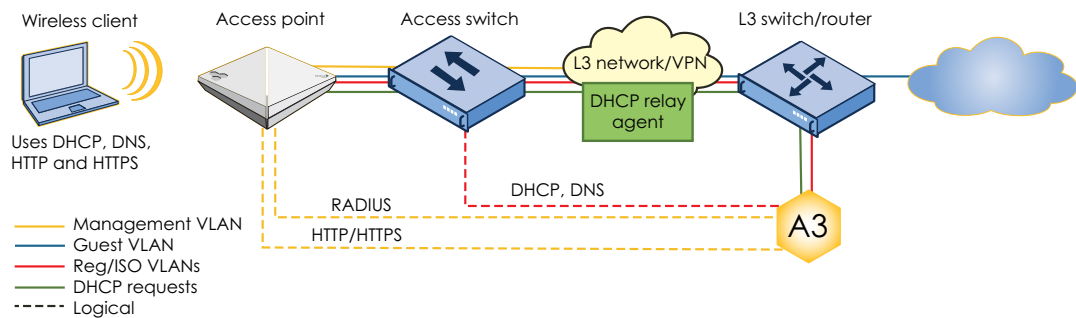 Wireless client
Access point
Access switch
L3 switch/router
L3 network/VPN
DHCP relay
agent
Uses DHCP, DNS,
HTTP and HTTPS
DHCP, DNS
RADIUS
HTTP/HTTPS
A3
Management VLAN
Guest VLAN
Reg/ISO VLANs
DHCP requests
Logical